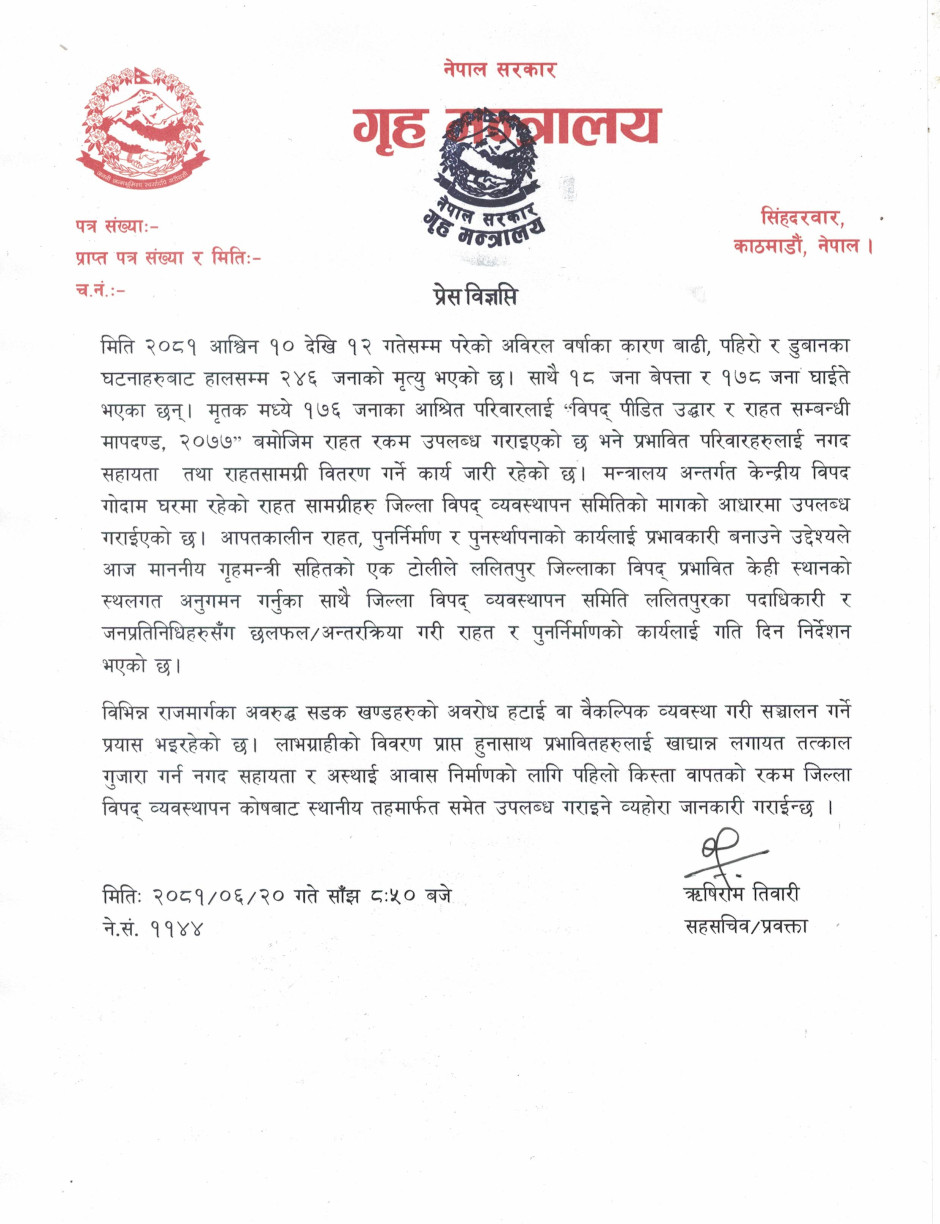 नेपाल सरकार
गृह मन्त्रालय
नेपाल सरकार
गृह मन्त्रालय
पत्र संख्याः-
प्राप्त पत्र संख्या र मितिः-
च.नं.ः-
सिंहदरवार,
काठमाडौं, नेपाल ।
प्रेस विज्ञप्ति
मिति २०८१ आश्विन १० देखि १२ गतेसम्म परेको अविरल वर्षाका कारण बाढी, पहिरो र डुबानका
घटनाहरुबाट हालसम्म २४६ जनाको मृत्यु भएको छ। साथै १८ जना बेपत्ता र १७८ जना घाईते
भएका छन्। मृतक मध्ये १७६ जनाका आश्रित परिवारलाई “विपद् पीडित उद्धार र राहत सम्बन्धी
मापदण्ड, २०७७” बमोजिम राहत रकम उपलब्ध गराइएको छ भने प्रभावित परिवारहरुलाई नगद
सहायता तथा राहतसामग्री वितरण गर्ने कार्य जारी रहेको छ। मन्त्रालय अन्तर्गत केन्द्रीय विपद
गोदाम घरमा रहेको राहत सामग्रीहरु जिल्ला विपद् व्यवस्थापन समितिको मागको आधारमा उपलब्ध
गराईएको छ। आपतकालीन राहत, पुनर्निर्माण र पुनर्स्थापनाको कार्यलाई प्रभावकारी बनाउने उद्देश्यले
आज माननीय गृहमन्त्री सहितको एक टोलीले ललितपुर जिल्लाका विपद् प्रभावित केही स्थानको
स्थलगत अनुगमन गर्नुका साथै जिल्ला विपद् व्यवस्थापन समिति ललितपुरका पदाधिकारी र
जनप्रतिनिधिहरुसँग छलफल/अन्तरक्रिया गरी राहत र पुनर्निर्माणको कार्यलाई गति दिन निर्देशन
भएको छ।
विभिन्न राजमार्गका अवरुद्ध सडक खण्डहरुको अवरोध हटाई वा वैकल्पिक व्यवस्था गरी सञ्चालन गर्ने
प्रयास भइरहेको छ। लाभग्राहीको विवरण प्राप्त हुनासाथ प्रभावितहरुलाई खाद्यान्न लगायत तत्काल
गुजारा गर्न नगद सहायता र अस्थाई आवास निर्माणको लागि पहिलो किस्ता वापतको रकम जिल्ला
विपद् व्यवस्थापन कोषबाट स्थानीय तहमार्फत समेत उपलब्ध गराइने व्यहोरा जानकारी गराईन्छ ।
मितिः २०८१/०६/२० गते साँझ ८:५० बजे
ने.सं. ११४४
ऋषिराम तिवारी
सहसचिव/प्रवक्ता